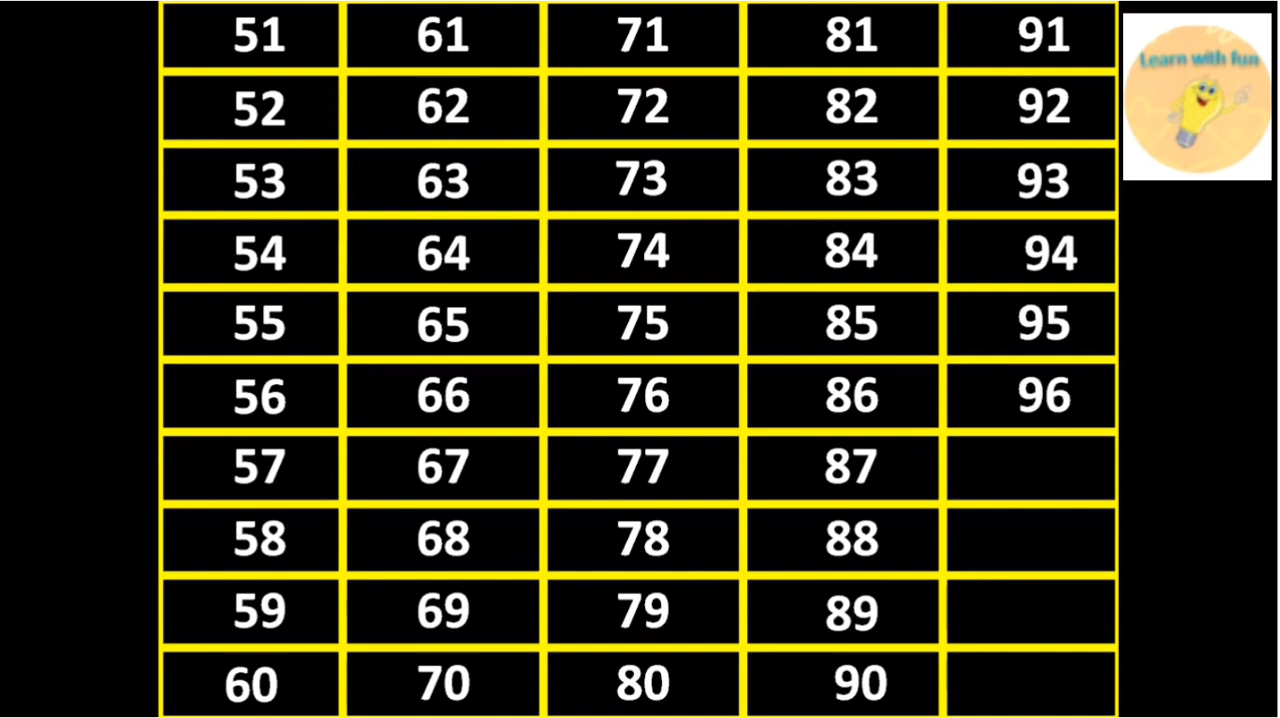 51 61 71 81 91
52 62 72 82 92
53 63 73 83 93
54 64 74 84 94
55 65 75 85 95
56 66 76 86 96
57 67 77 87
58 68 78 88
59 69 79 89
60 70 80 90
Learn with fun